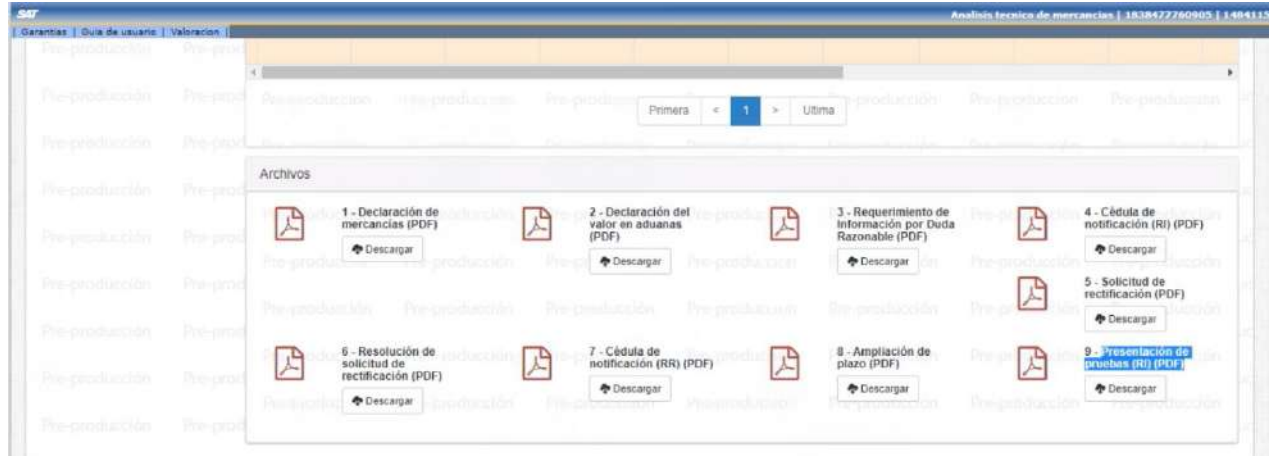 SAT
Analisis tecnico de mercancias | 1838477760905 | 1484115
| Garantias | Guia de usuario | Valoracion |
Primera < 1 > Ultima
Archivos
1 - Declaración de
mercancías (PDF)
Descargar
2 - Declaración del
valor en aduanas
(PDF)
Descargar
3 - Requerimiento de
Información por Duda
Razonable (PDF)
Descargar
4 - Cédula de
notificación (RI) (PDF)
Descargar
5 - Solicitud de
rectificación (PDF)
Descargar
6 - Resolución de
solicitud de
rectificación (PDF)
Descargar
7 - Cédula de
notificación (RR) (PDF)
Descargar
8 - Ampliación de
plazo (PDF)
Descargar
9 - Presentación de
pruebas (RI) (PDF)
Descargar
Pre-producción